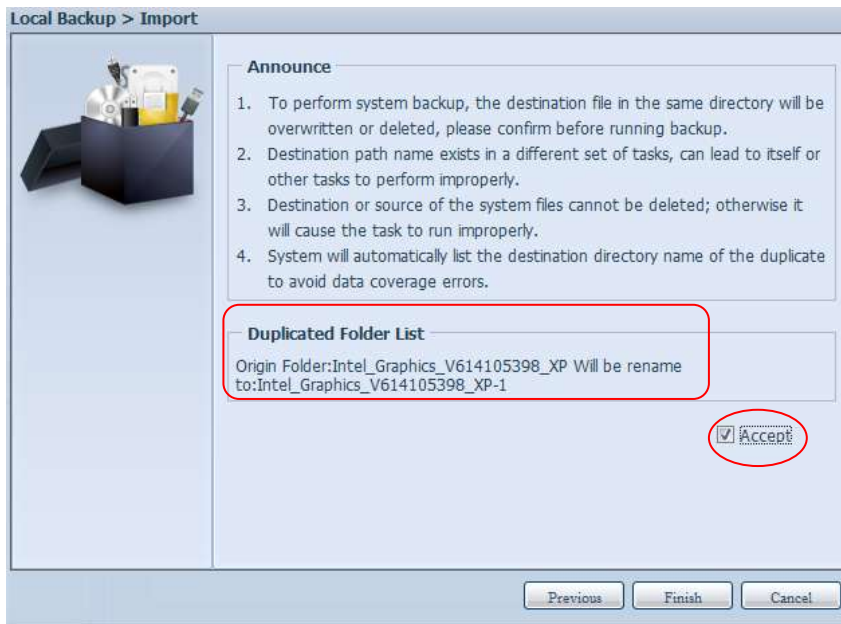 Local Backup > Import
Announce
1. To perform system backup, the destination file in the same directory will be
overwritten or deleted, please confirm before running backup.
2. Destination path name exists in a different set of tasks, can lead to itself or
other tasks to perform improperly.
3. Destination or source of the system files cannot be deleted; otherwise it
will cause the task to run improperly.
4. System will automatically list the destination directory name of the duplicate
to avoid data coverage errors.
Duplicated Folder List
Origin Folder:Intel_Graphics_V614105398_XP Will be rename
to:Intel_Graphics_V614105398_XP-1
Accept
Previous Finish Cancel